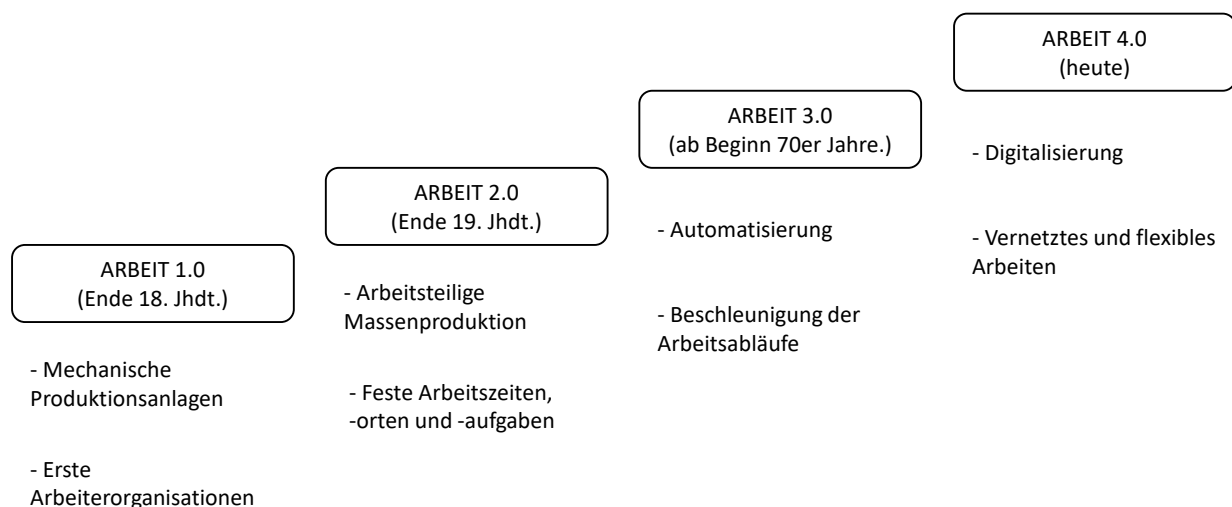 ARBEIT 1.0
(Ende 18. Jhdt.)
- Mechanische
Produktionsanlagen
- Erste
Arbeiterorganisationen
ARBEIT 2.0
(Ende 19. Jhdt.)
- Arbeitsteilige
Massenproduktion
- Feste Arbeitszeiten,
-orten und -aufgaben
ARBEIT 3.0
(ab Beginn 70er Jahre.)
- Automatisierung
- Beschleunigung der
Arbeitsabläufe
ARBEIT 4.0
(heute)
- Digitalisierung
- Vernetztes und flexibles
Arbeiten